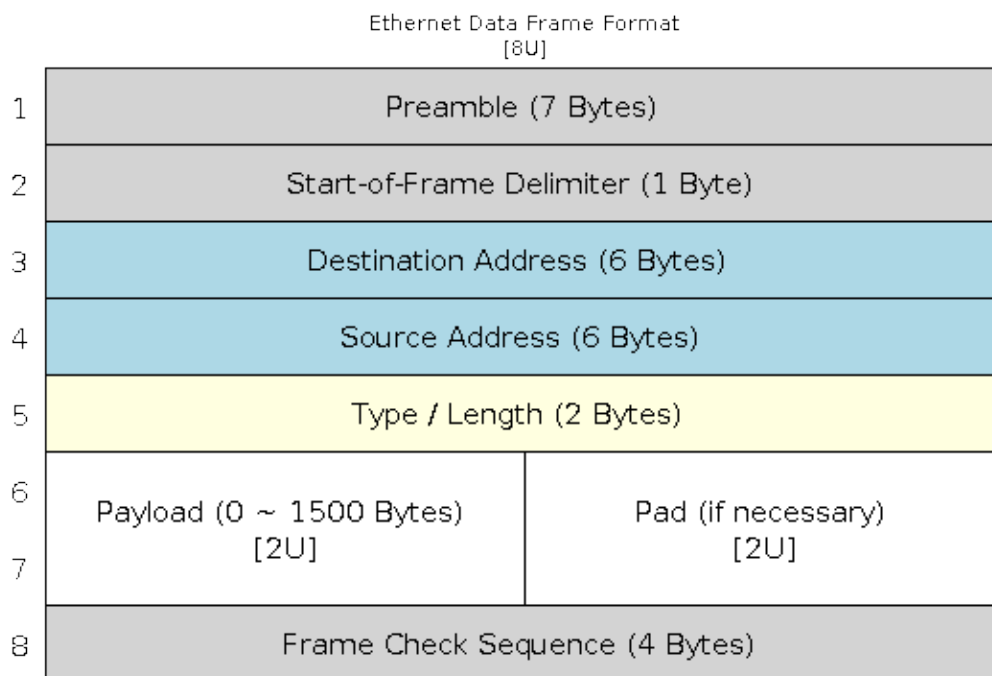 Ethernet Data Frame Format
[8U]
1
Preamble (7 Bytes)
2
Start-of-Frame Delimiter (1 Byte)
3
Destination Address (6 Bytes)
4
Source Address (6 Bytes)
5
Type / Length (2 Bytes)
6
Payload (0 ~ 1500 Bytes)
[2U]
Pad (if necessary)
[2U]
7
8
Frame Check Sequence (4 Bytes)